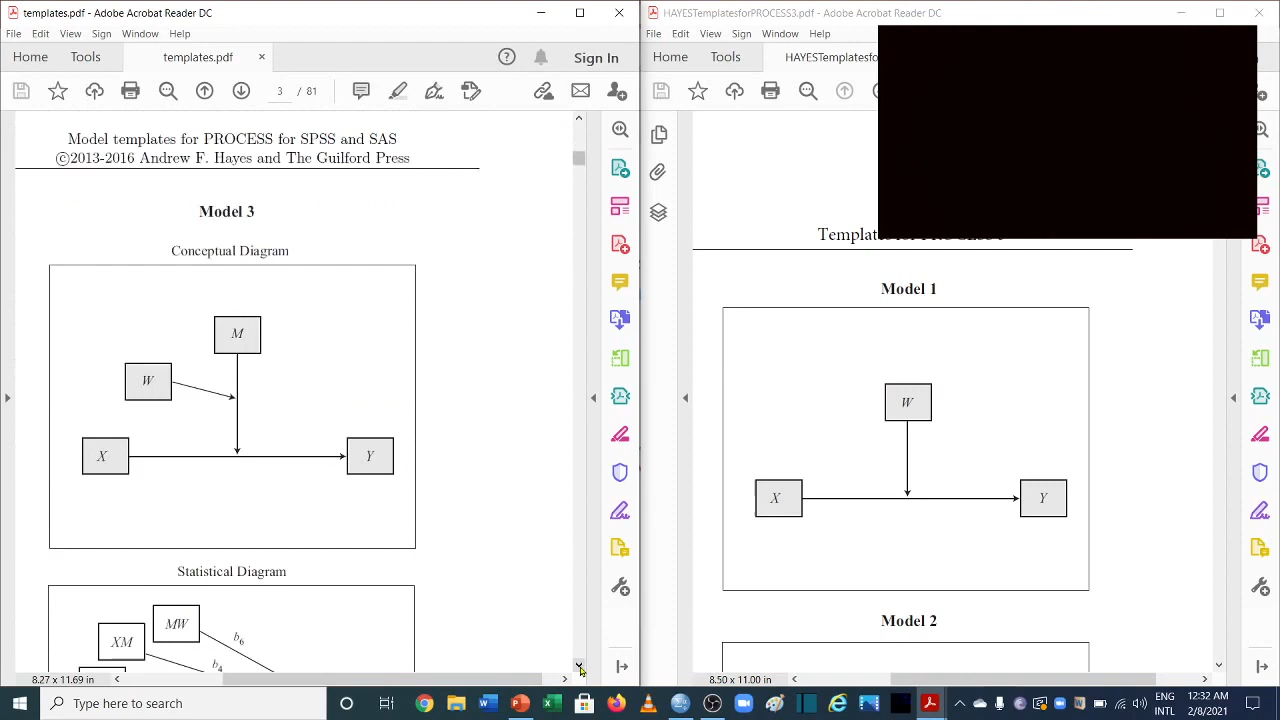 templates.pdf - Adobe Acrobat Reader DC
File Edit View Sign Window Help
Home Tools templates.pdf × Sign In
3 / 81
Model templates for PROCESS for SPSS and SAS
©2013-2016 Andrew F. Hayes and The Guilford Press
Model 3
Conceptual Diagram
M
W
X
Y
Statistical Diagram
MW
XM
b6
b4
8.27 x 11.69 in
HAYESTemplatesforPROCESS3.pdf - Adobe Acrobat Reader DC
File Edit View Sign Window
Home Tools HAYESTemplatesfo
Model 1
W
X
Y
Model 2
8.50 x 11.00 in
Type here to search
ENG
INTL
12:32 AM
2/8/2021